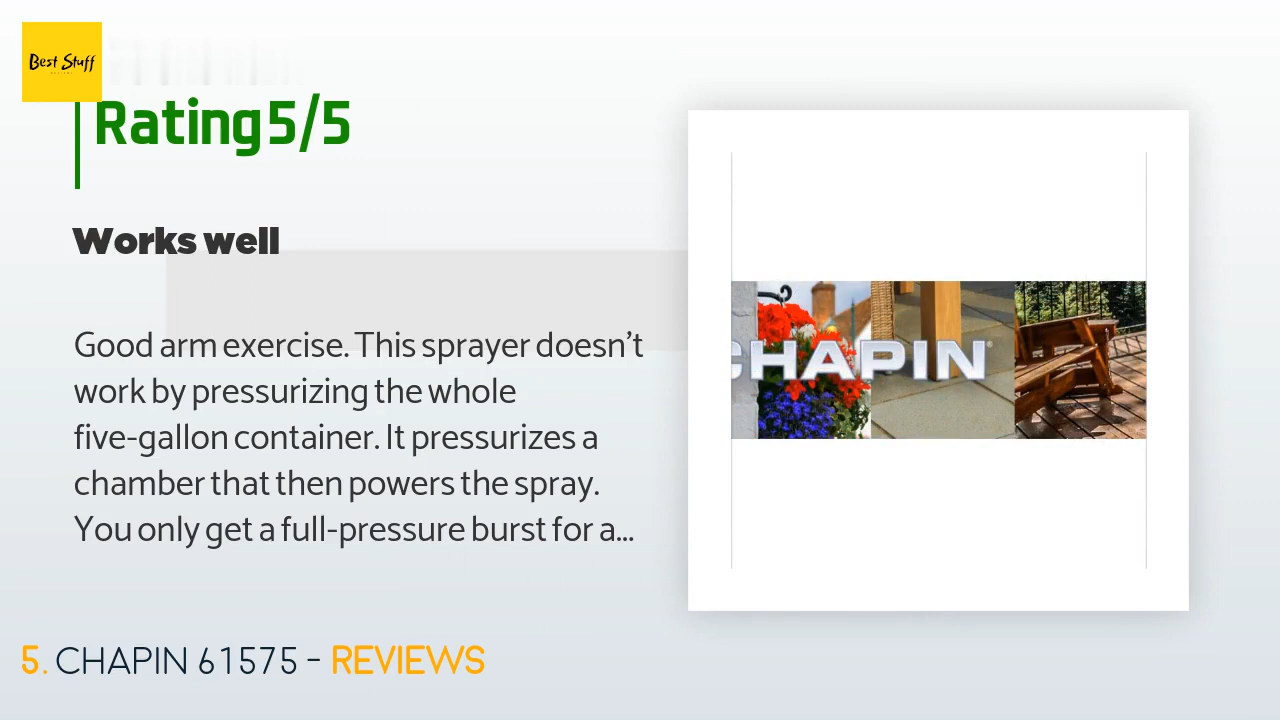 Best Stuff
Rating 5/5
Works well
Good arm exercise. This sprayer doesn't
work by pressurizing the whole
five-gallon container. It pressurizes a
chamber that then powers the spray.
You only get a full-pressure burst for a...
CHAPIN
5. CHAPIN 61575 - REVIEWS